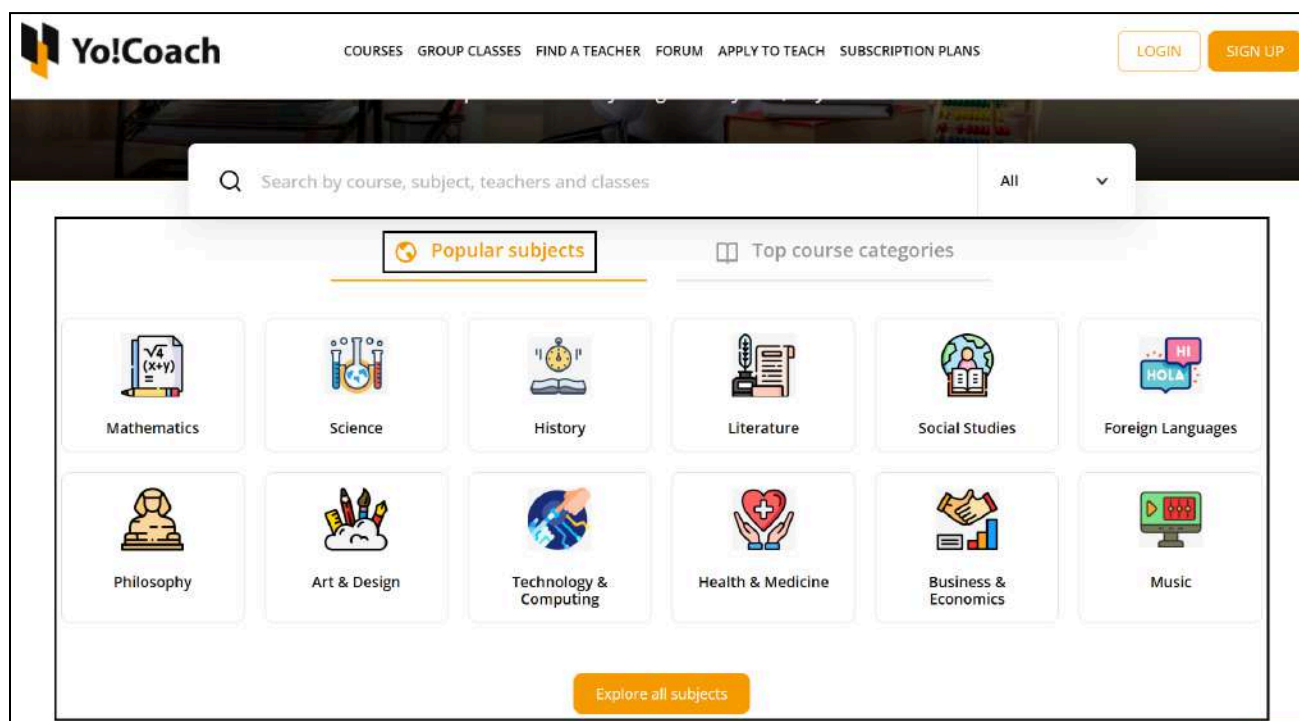 Yo!Coach
COURSES GROUP CLASSES FIND A TEACHER FORUM APPLY TO TEACH SUBSCRIPTION PLANS
LOGIN
SIGN UP
Search by course, subject, teachers and classes
All
Popular subjects
Top course categories
√4
(x+y)
=
HI
HOLA
Mathematics
Science
History
Literature
Social Studies
Foreign Languages
Philosophy
Art & Design
Technology &
Computing
Health & Medicine
Business &
Economics
Music
Explore all subjects